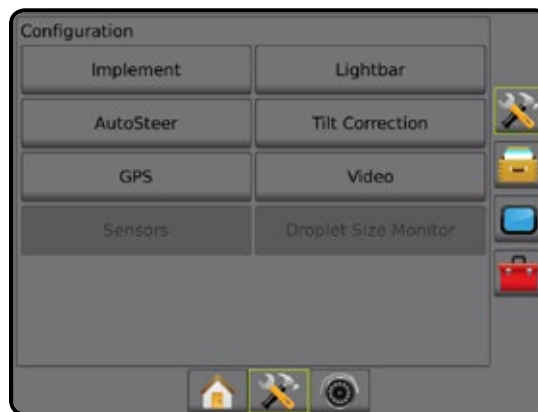 Configuration
Implement Lightbar
AutoSteer Tilt Correction
GPS Video
Sensors Droplet Size Monitor